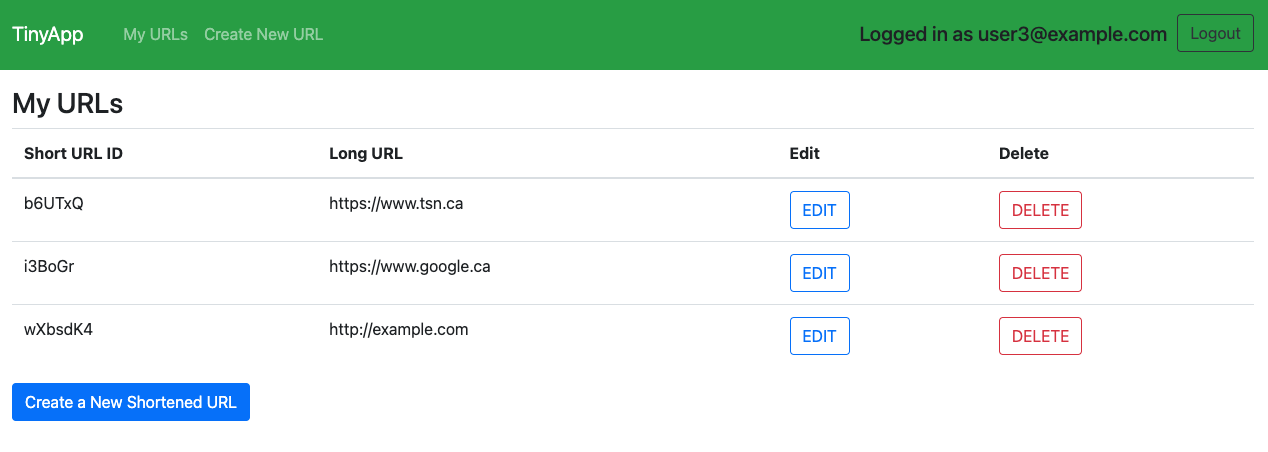 TinyApp My URLs Create New URL Logged in as user3@example.com Logout
My URLs
Short URL ID Long URL Edit Delete
b6UTxQ https://www.tsn.ca EDIT DELETE
i3BoGr https://www.google.ca EDIT DELETE
wXbsdK4 http://example.com EDIT DELETE
Create a New Shortened URL